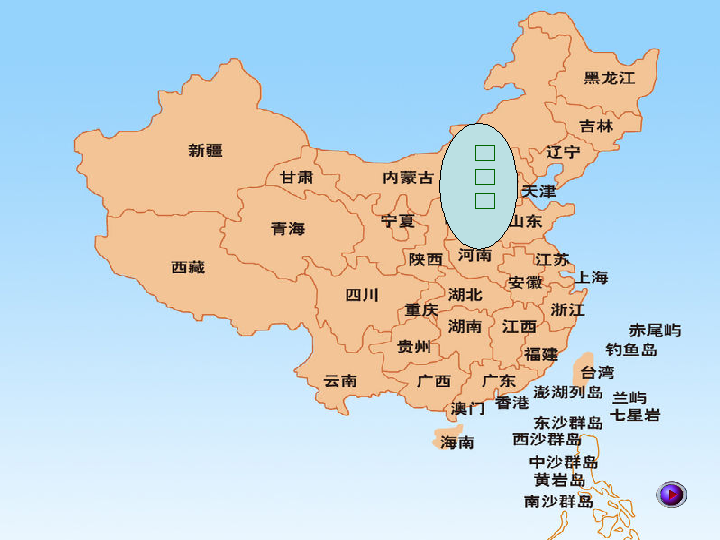 黑龙江
吉林
辽宁
新疆
甘肃
内蒙古
天津
青海
宁夏
山东
西藏
陕西
河南
江苏
上海
安徽
四川
湖北
浙江
重庆
湖南
江西
赤尾屿
钓鱼岛
贵州
福建
台湾
云南
广西
广东
澎湖列岛
兰屿
香港
澳门
七星岩
东沙群岛
西沙群岛
海南
中沙群岛
黄岩岛
南沙群岛